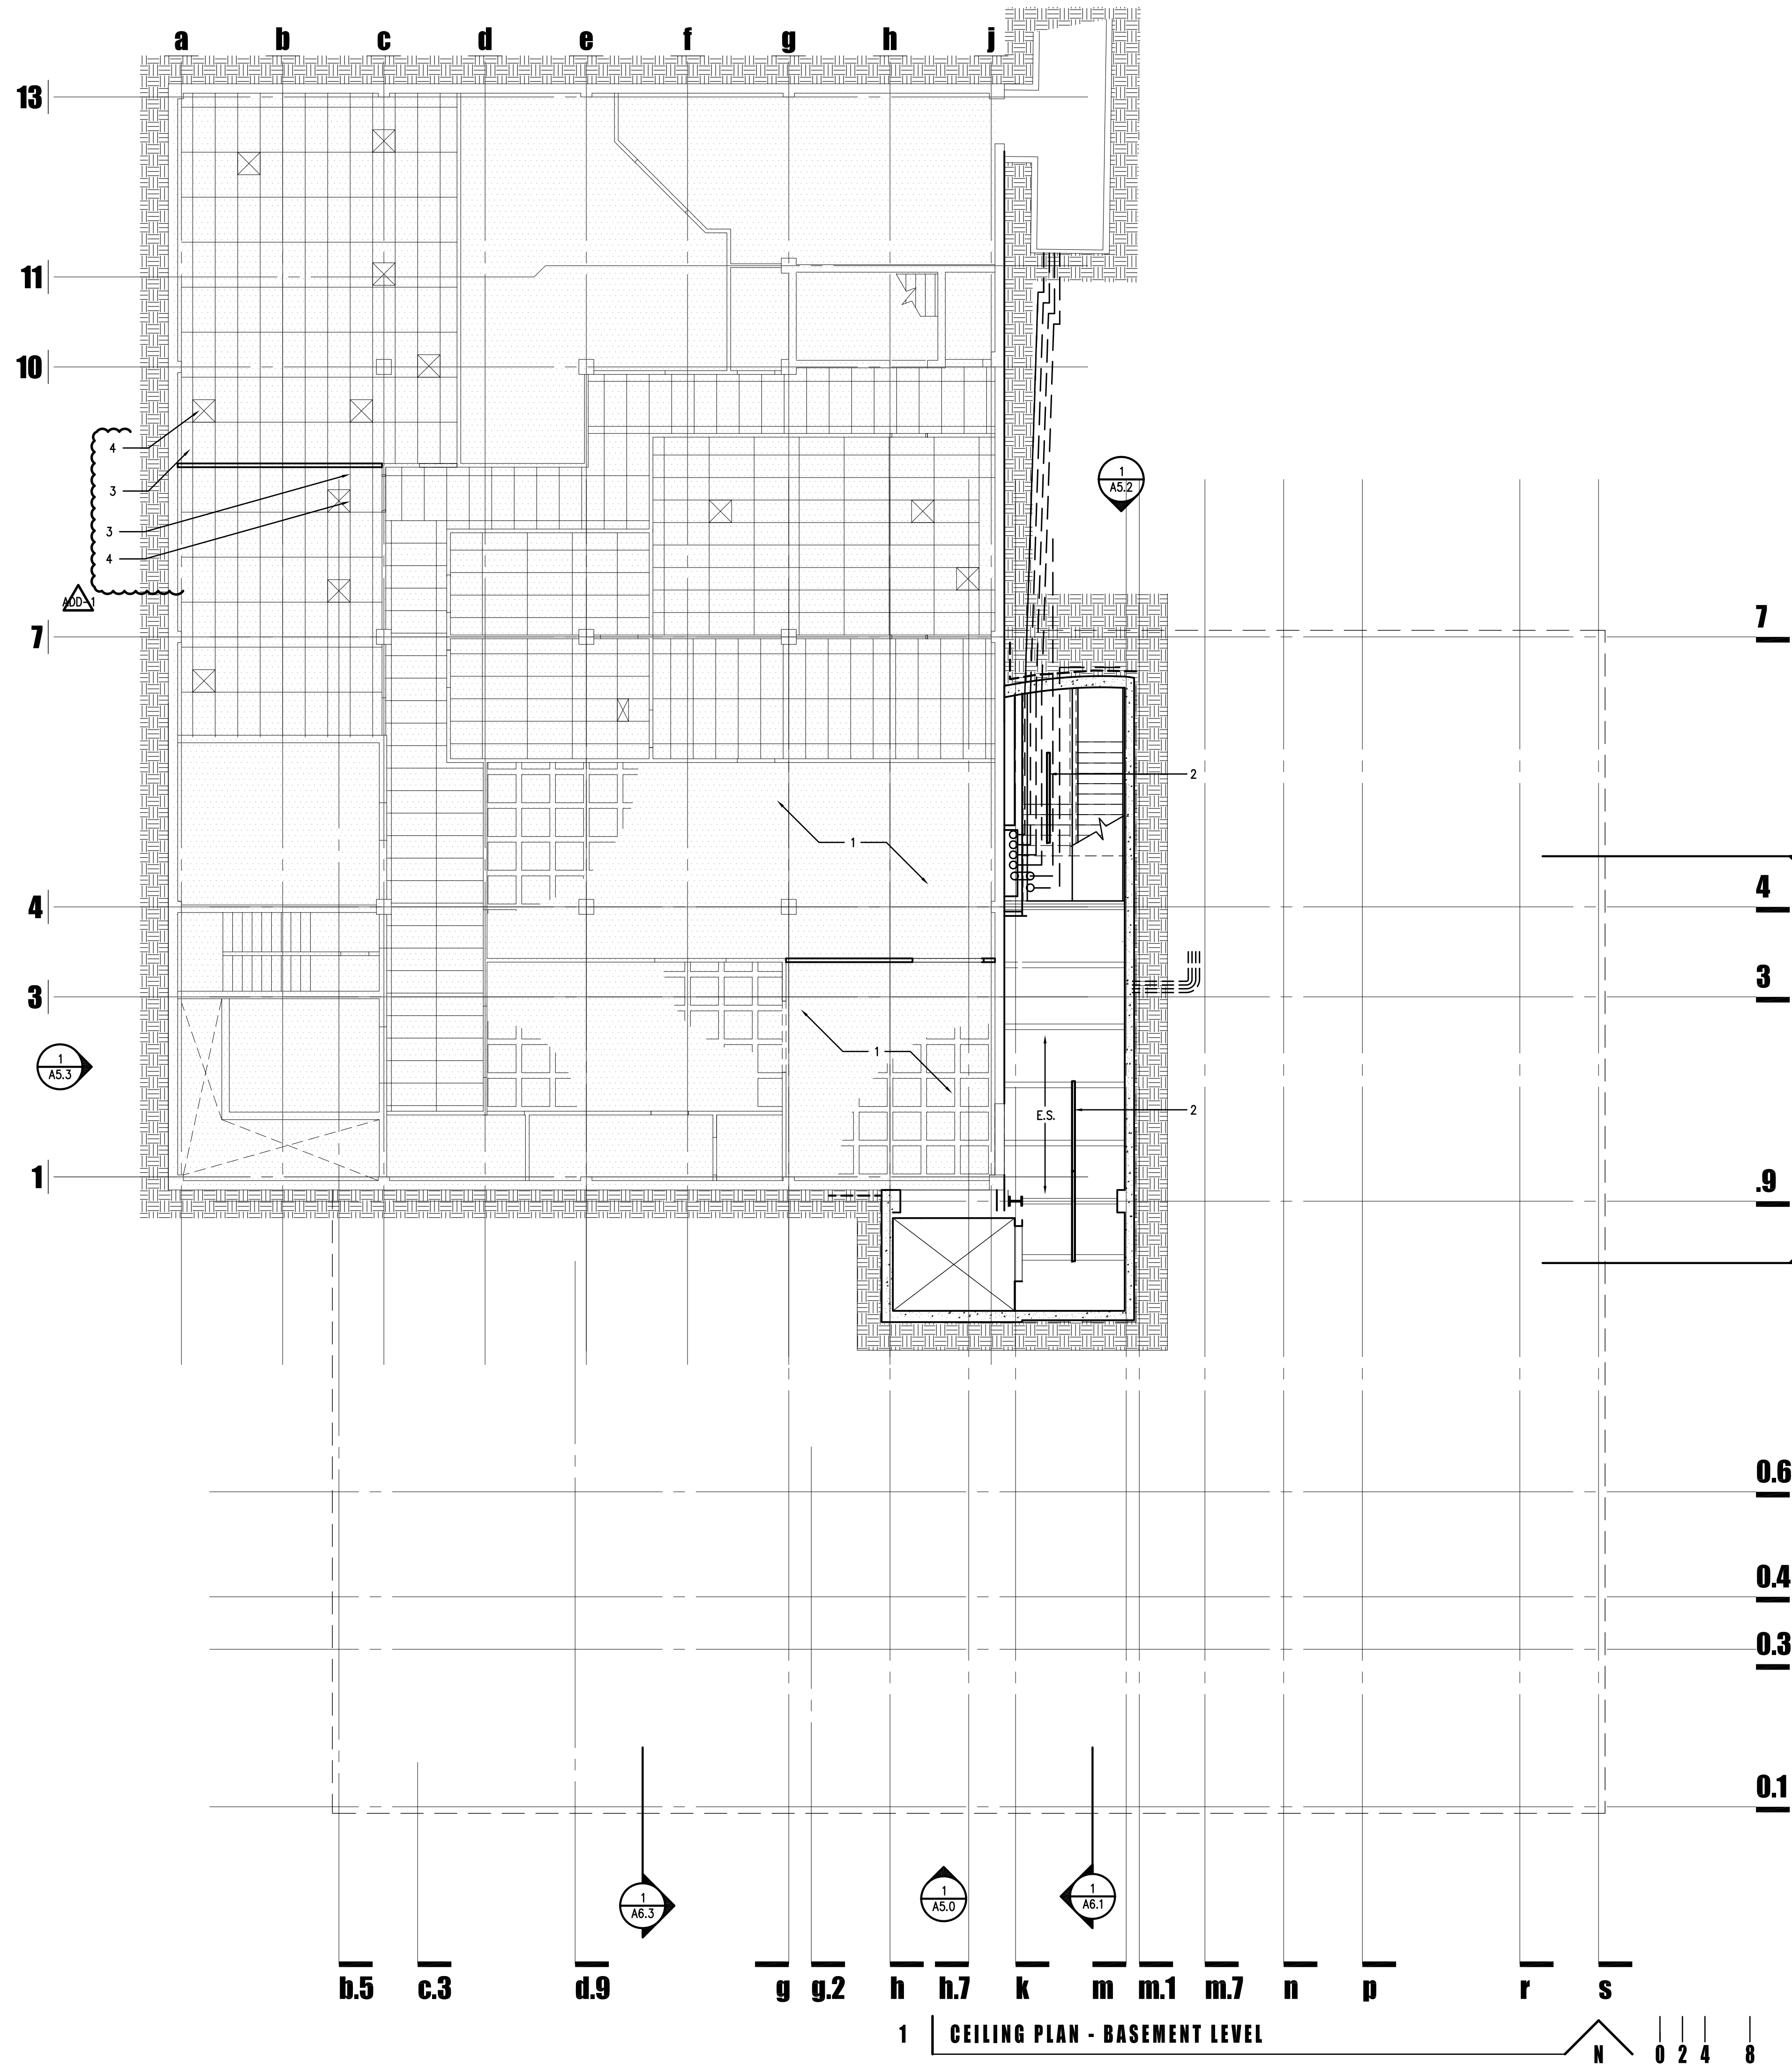 a b c d e f g h j
13
11
10
4
3
3
4
ADD-1
1
A5.2
7
7
2
1
4
4
3
3
1
A5.3
1
E.S.
2
1
.9
0.6
0.4
0.3
0.1
1
A6.3
1
A5.0
1
A6.1
b.5 c.3 d.9 g g.2 h h.7 k m m.1 m.7 n p r s
1 CEILING PLAN - BASEMENT LEVEL
N 0 2 4 8